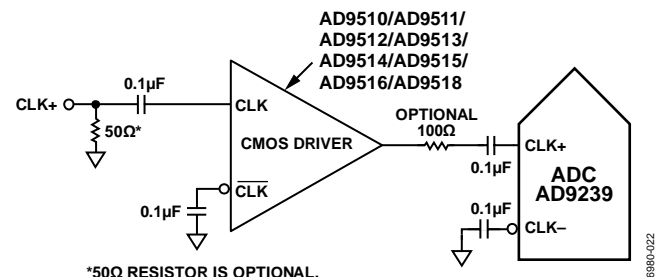 AD9510/AD9511/
AD9512/AD9513/
AD9514/AD9515/
AD9516/AD9518
0.1µF
CLK+
50Ω*
CLK
CMOS DRIVER
CLK
0.1µF
OPTIONAL
100Ω
0.1µF
CLK+
ADC
AD9239
0.1µF
CLK–
*50Ω RESISTOR IS OPTIONAL.
6980-022